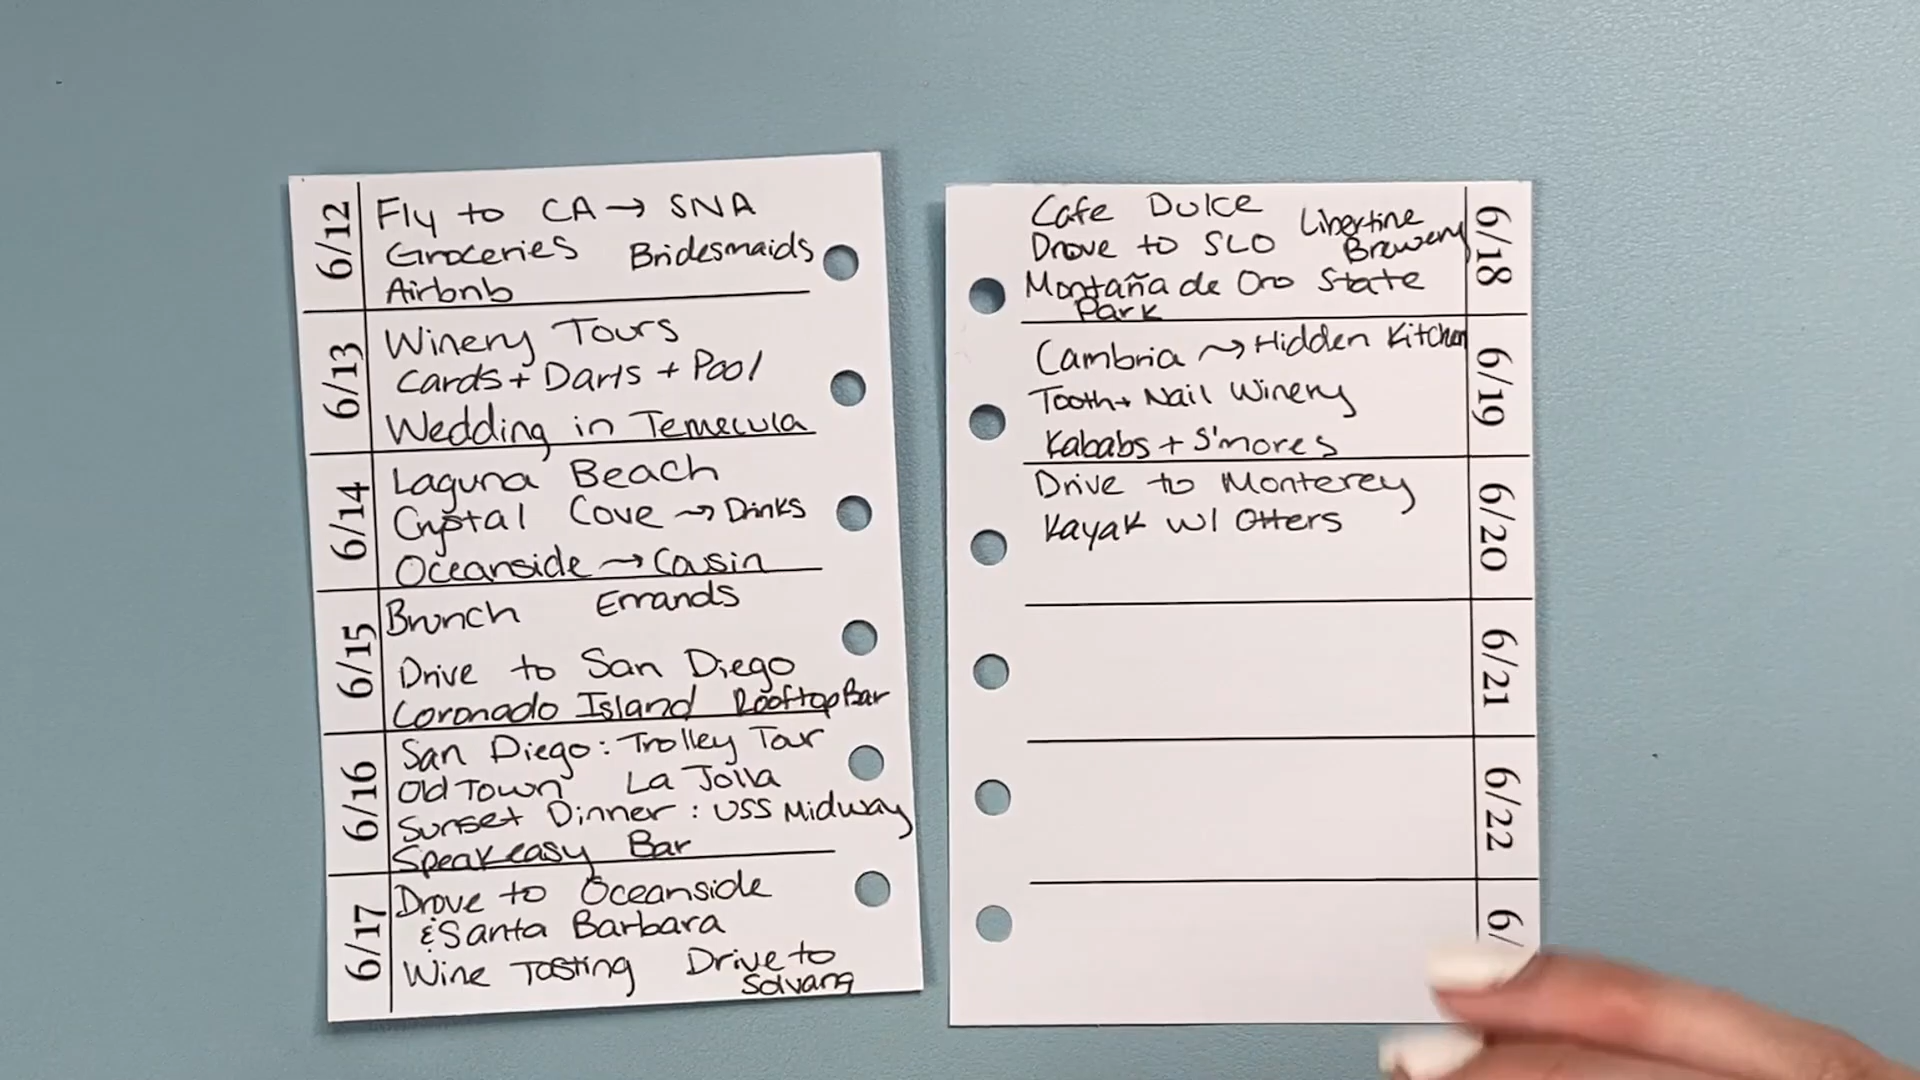 6/12
Fly to CA → SNA
Groceries Bridesmaids
Airbnb
6/13
Winery Tours
Cards + Darts + Pool
Wedding in Temecula
6/14
Laguna Beach
Crystal Cove → Drinks
Oceanside → Cousin
6/15
Brunch Errands
Drive to San Diego
Coronado Island Rooftop Bar
6/16
San Diego: Trolley Tour
Old Town La Jolla
Sunset Dinner : USS Midway
Speakeasy Bar
6/17
Drove to Oceanside
& Santa Barbara
Wine Tasting Drive to
Solvang
6/18
Cafe Dulce
Libertine
Drove to SLO
Brewery
Montaña de Oro State
Park
6/19
Cambria → Hidden Kitchen
Tooth + Nail Winery
Kababs + S'mores
6/20
Drive to Monterey
Kayak w/ Otters
6/21
6/22
6/